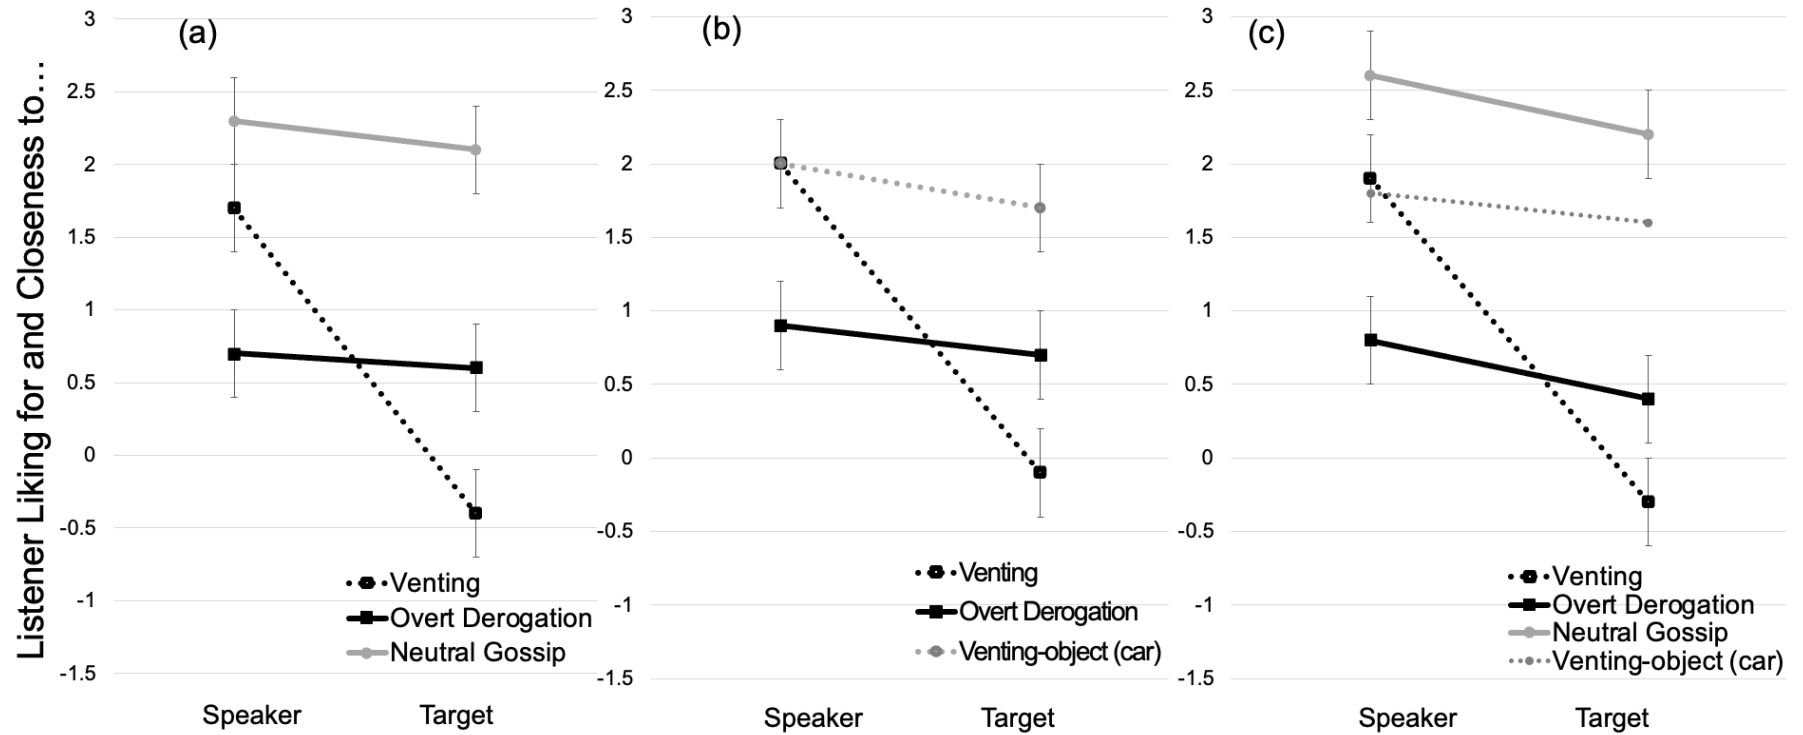 Listener Liking for and Closeness to…
(a)
3
2.5
2
1.5
1
0.5
0
-0.5
-1
-1.5
Venting
Overt Derogation
Neutral Gossip
Speaker Target
(b)
3
2.5
2
1.5
1
0.5
0
-0.5
-1
-1.5
Venting
Overt Derogation
Venting-object (car)
Speaker Target
(c)
3
2.5
2
1.5
1
0.5
0
-0.5
-1
-1.5
Venting
Overt Derogation
Neutral Gossip
Venting-object (car)
Speaker Target